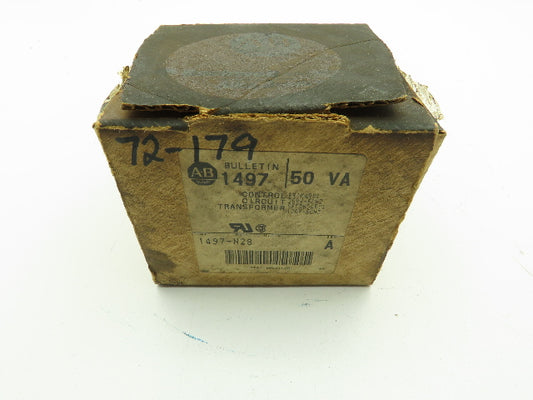 72-179
AB
BULLETIN
1497 50 VA
CONTROL
CIRCUIT
TRANSFORMER
1497-N28 A